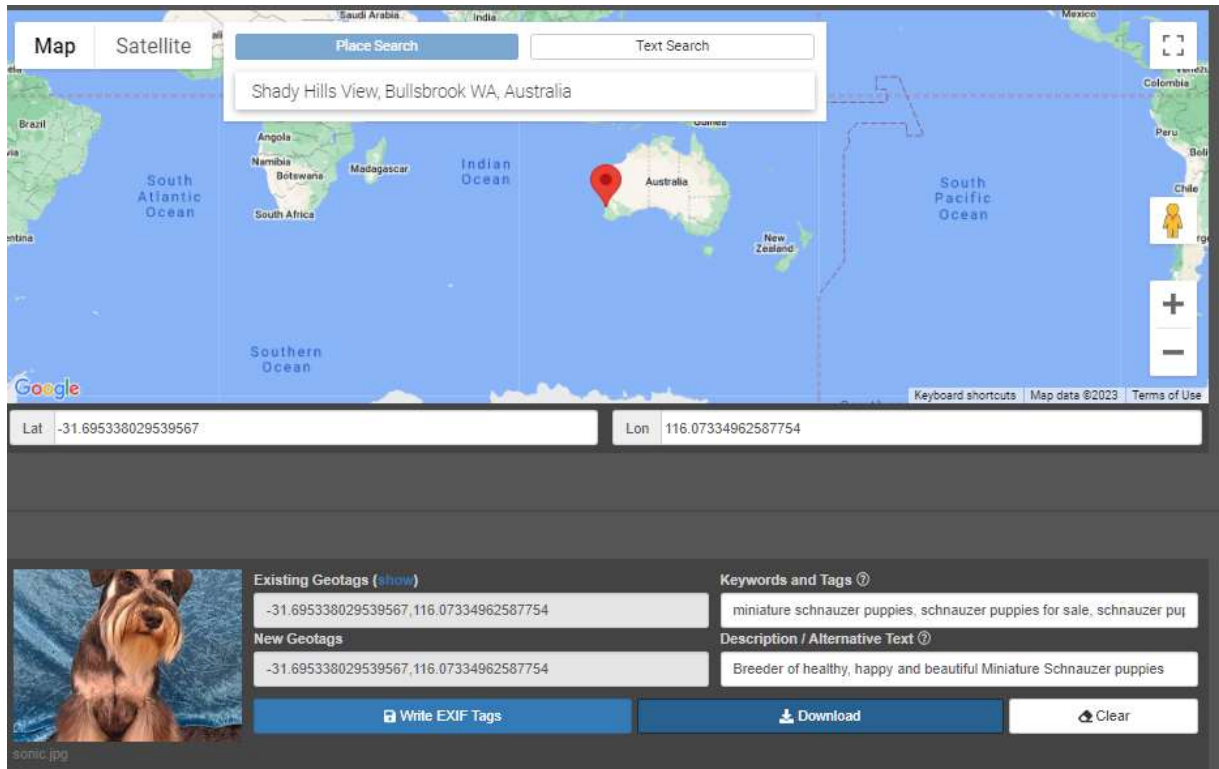 Saudi Arabia
India
Mexico
Map
Satellite
Place Search
Text Search
Shady Hills View, Bullsbrook WA, Australia
Colombia
Brazil
Angola
Namibia
Botswana
Madagascar
Indian
Ocean
Australia
Peru
South
Atlantic
Ocean
South
Pacific
Ocean
Chile
South Africa
New
Zealand
Southern
Ocean
Google
Keyboard shortcuts
Map data ©2023
Terms of Use
Lat
-31.695338029539567
Lon
116.07334962587754
Existing Geotags (show)
Keywords and Tags
-31.695338029539567,116.07334962587754
miniature schnauzer puppies, schnauzer puppies for sale, schnauzer pup
New Geotags
Description / Alternative Text
-31.695338029539567,116.07334962587754
Breeder of healthy, happy and beautiful Miniature Schnauzer puppies
Write EXIF Tags
Download
Clear
sonic.jpg